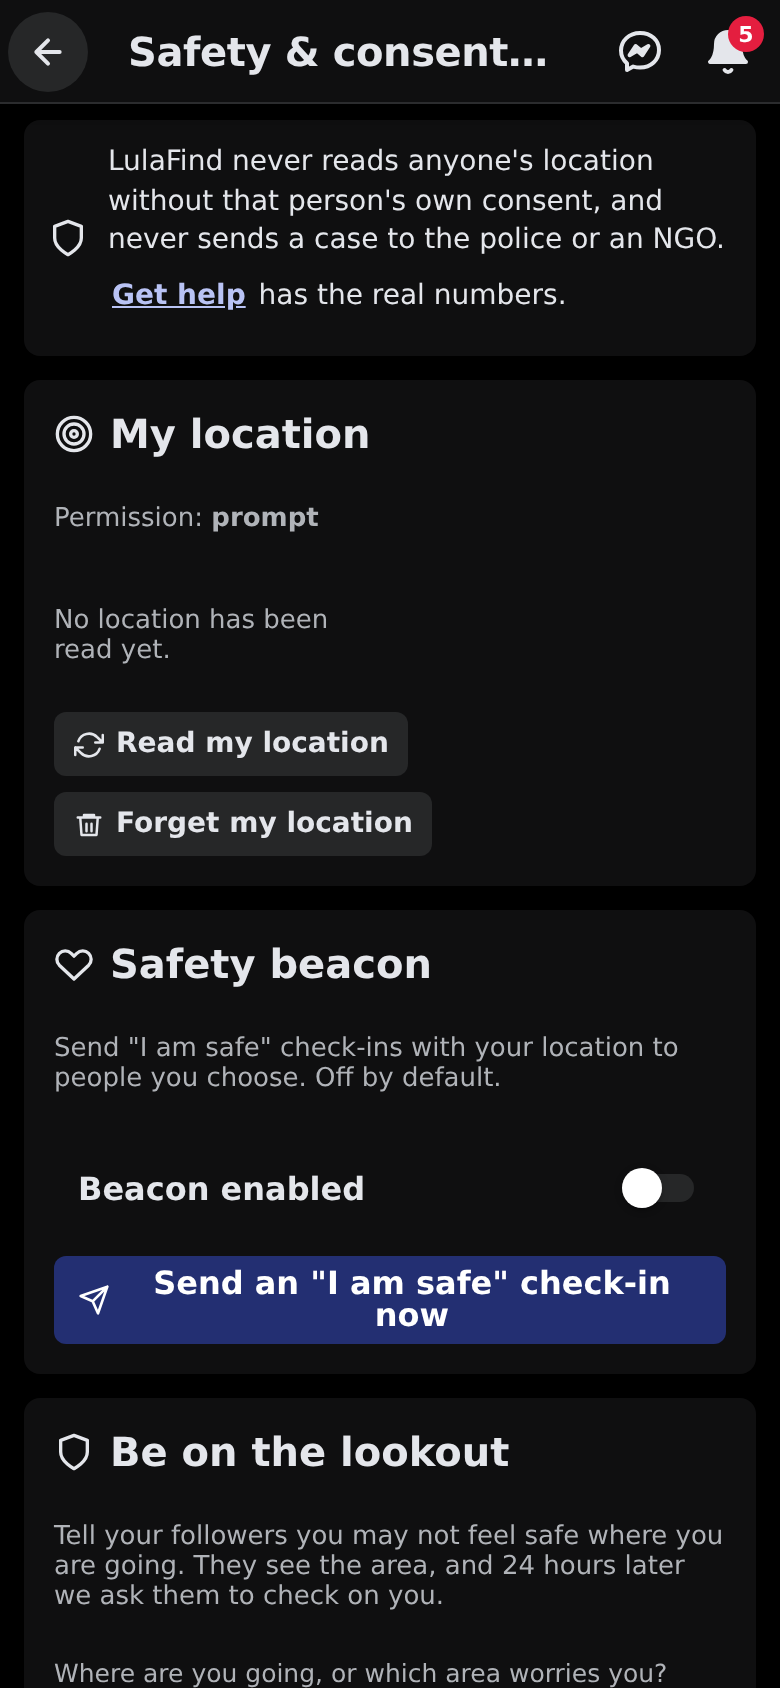 Safety & consent...
5
LulaFind never reads anyone's location
without that person's own consent, and
never sends a case to the police or an NGO.
Get help has the real numbers.
My location
Permission: prompt
No location has been
read yet.
Read my location
Forget my location
Safety beacon
Send "I am safe" check-ins with your location to
people you choose. Off by default.
Beacon enabled
Send an "I am safe" check-in
now
Be on the lookout
Tell your followers you may not feel safe where you
are going. They see the area, and 24 hours later
we ask them to check on you.
Where are you going, or which area worries you?